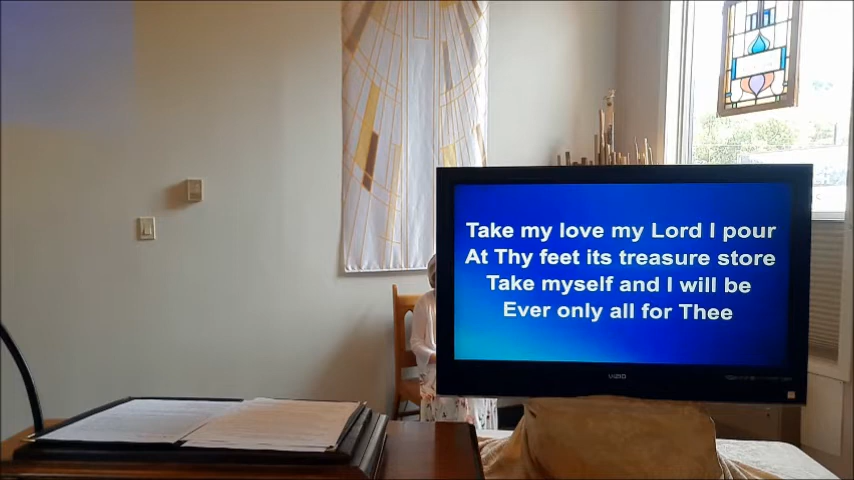 Take my love my Lord I pour
At Thy feet its treasure store
Take myself and I will be
Ever only all for Thee
VIZIO